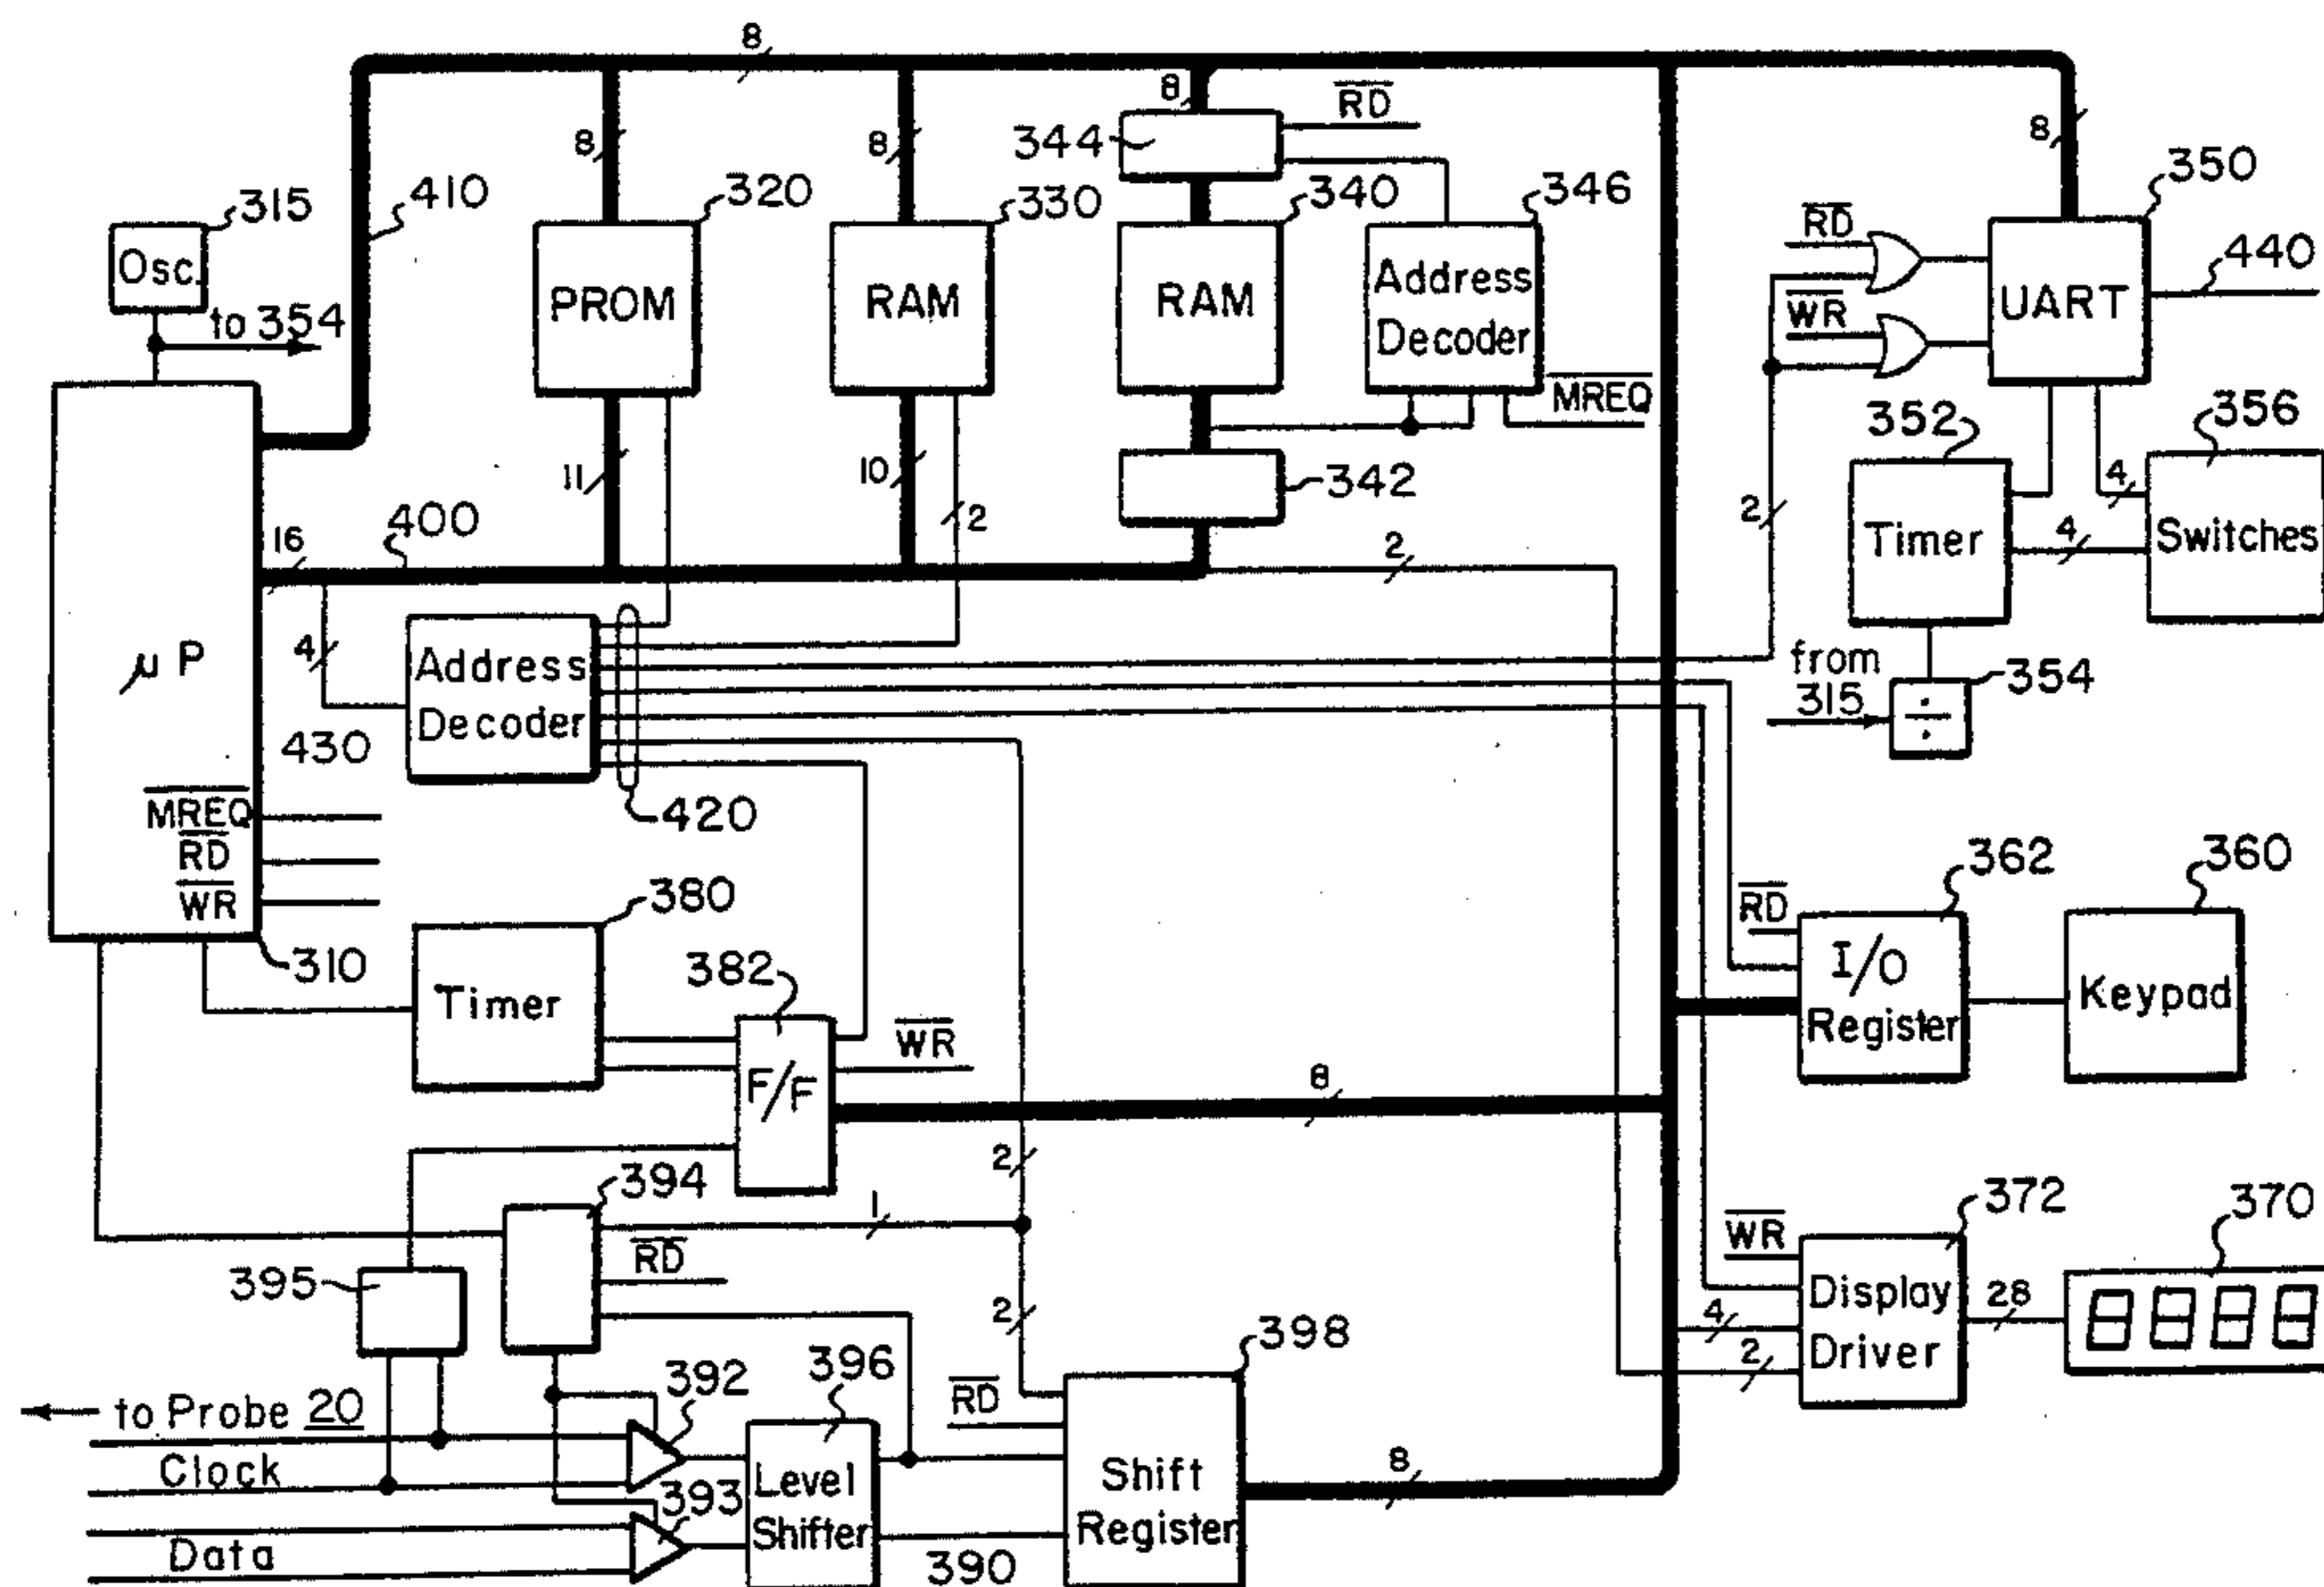 8
8
8
8
RD
344
8
350
315
410
320
330
340
346
RD
440
Osc.
PROM
RAM
RAM
Address
Decoder
WR
UART
to 354
MREQ
352
356
11
10
342
4
16
400
2
2
2
Timer
4
Switches
μP
4
Address
Decoder
from
315
354
÷
430
420
MREQ
RD
WR
310
380
382
RD
362
360
Timer
F/F
WR
I/O
Register
Keypad
8
2
394
1
RD
WR
372
370
395
2
398
Display
Driver
4
2
28
8888
to Probe 20
392
396
RD
Clock
393
Level
Shifter
Shift
Register
8
Data
390